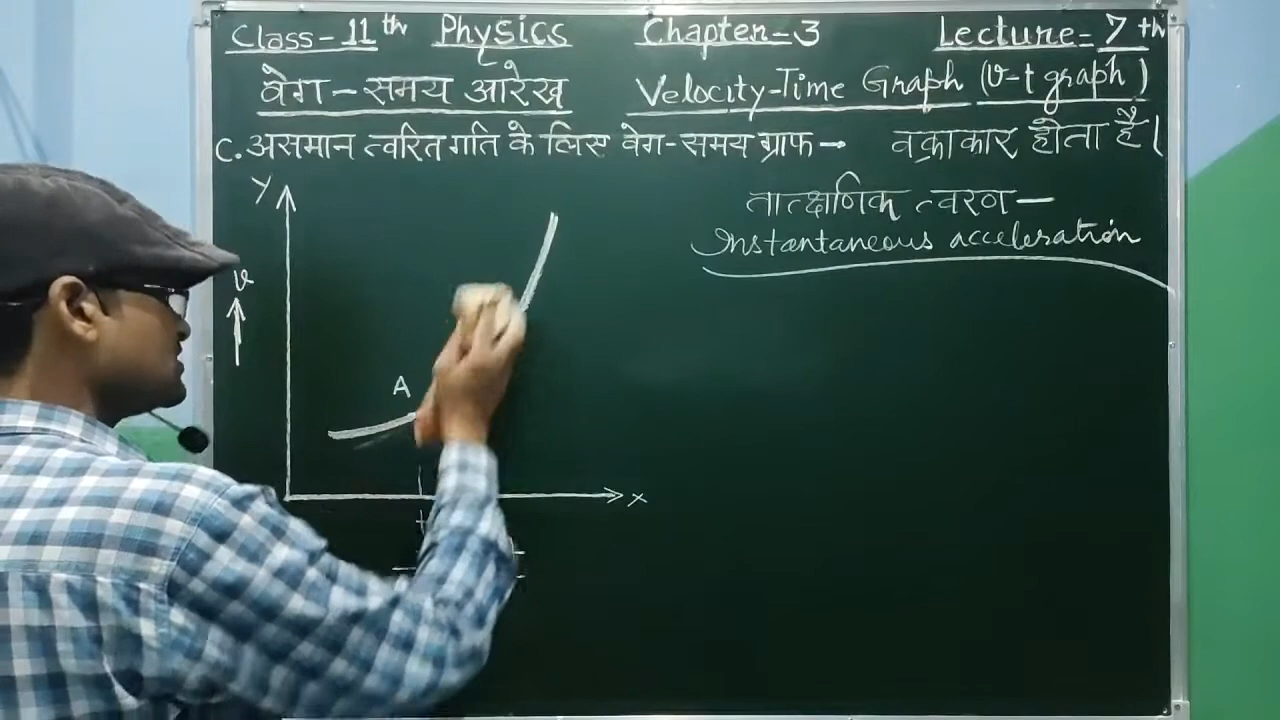 Class-11th Physics Chapter-3 Lecture-7th
वेग-समय आरेख Velocity-Time Graph (v-t graph)
C. असमान त्वरित गति के लिए वेग-समय ग्राफ→ वक्राकार होता है।
तात्क्षणिक त्वरण-
Instantaneous acceleration
Y
v
A
X
t